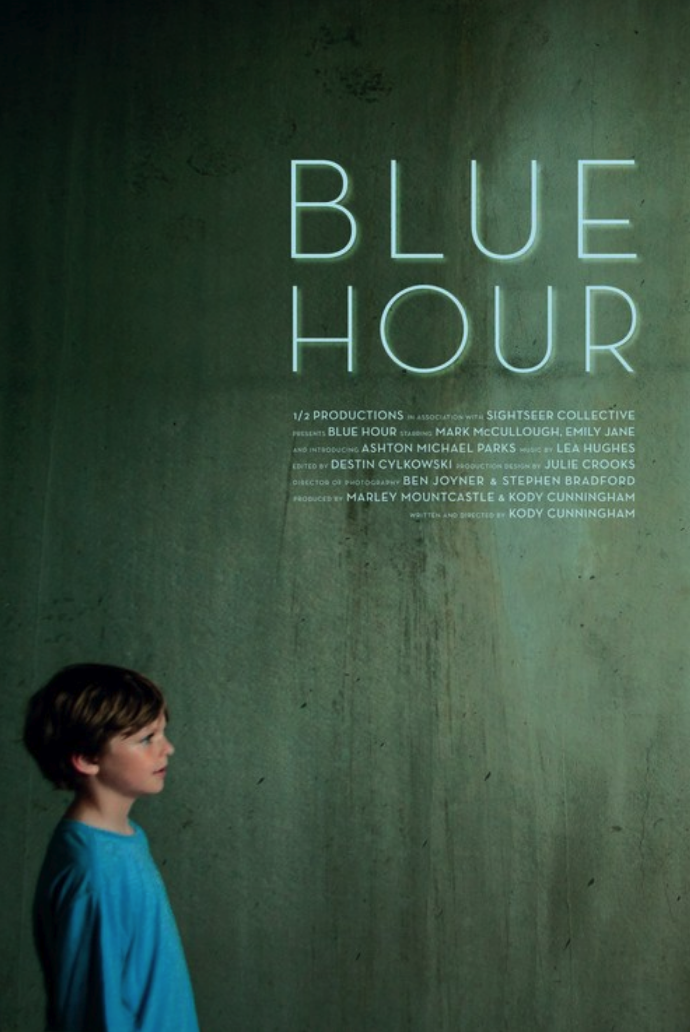 BLUE
HOUR
1/2 PRODUCTIONS IN ASSOCIATION WITH SIGHTSEER COLLECTIVE
PRESENTS BLUE HOUR STARRING MARK McCULLOUGH, EMILY JANE
AND INTRODUCING ASHTON MICHAEL PARKS MUSIC BY LEA HUGHES
EDITED BY DESTIN CYLKOWSKI PRODUCTION DESIGN BY JULIE CROOKS
DIRECTOR OF PHOTOGRAPHY BEN JOYNER & STEPHEN BRADFORD
PRODUCED BY MARLEY MOUNTCASTLE & KODY CUNNINGHAM
WRITTEN AND DIRECTED BY KODY CUNNINGHAM